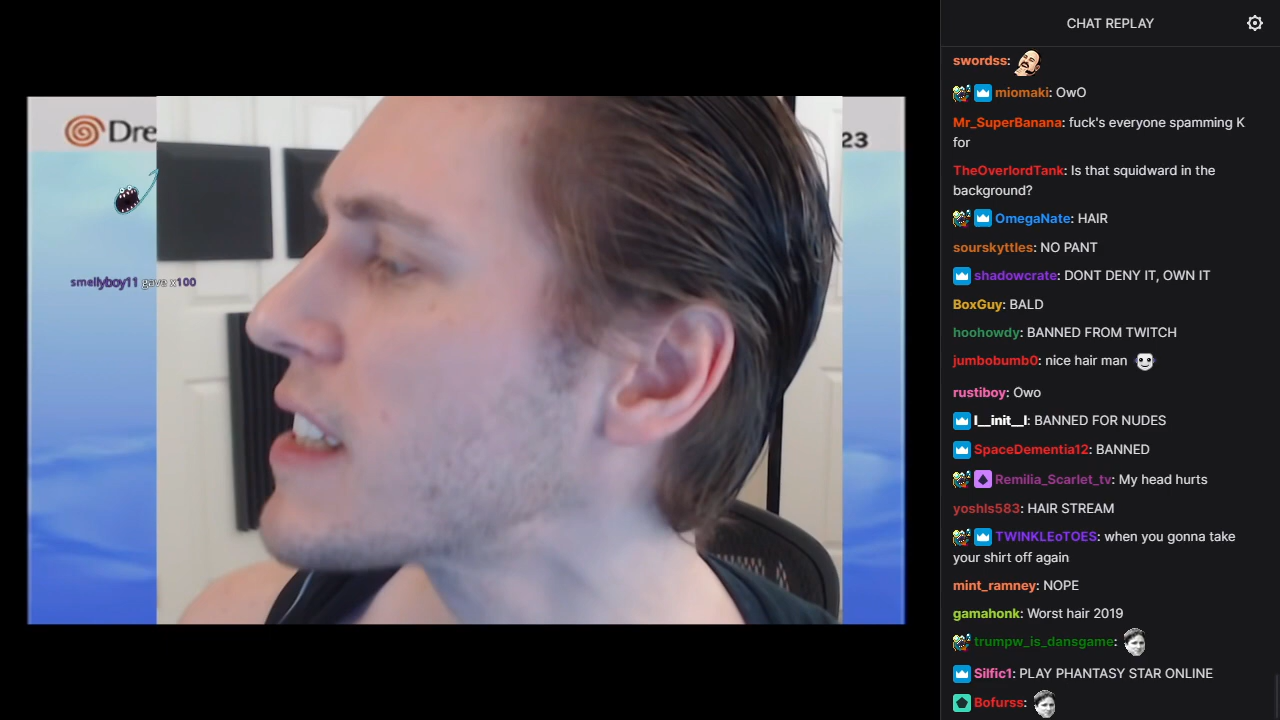 CHAT REPLAY
swordss:
miomaki: OwO
Mr_SuperBanana: fuck's everyone spamming K
for
TheOverlordTank: Is that squidward in the
background?
OmegaNate: HAIR
sourskyttles: NO PANT
shadowcrate: DONT DENY IT, OWN IT
BoxGuy: BALD
hoohowdy: BANNED FROM TWITCH
jumbobumb0: nice hair man
rustiboy: Owo
I__init__I: BANNED FOR NUDES
SpaceDementia12: BANNED
Remilia_Scarlet_tv: My head hurts
yoshls583: HAIR STREAM
TWINKLEoTOES: when you gonna take
your shirt off again
mint_ramney: NOPE
gamahonk: Worst hair 2019
trumpw_is_dansgame:
Silfic1: PLAY PHANTASY STAR ONLINE
Bofurss:
Dre
23
smellyboy11 gave x100